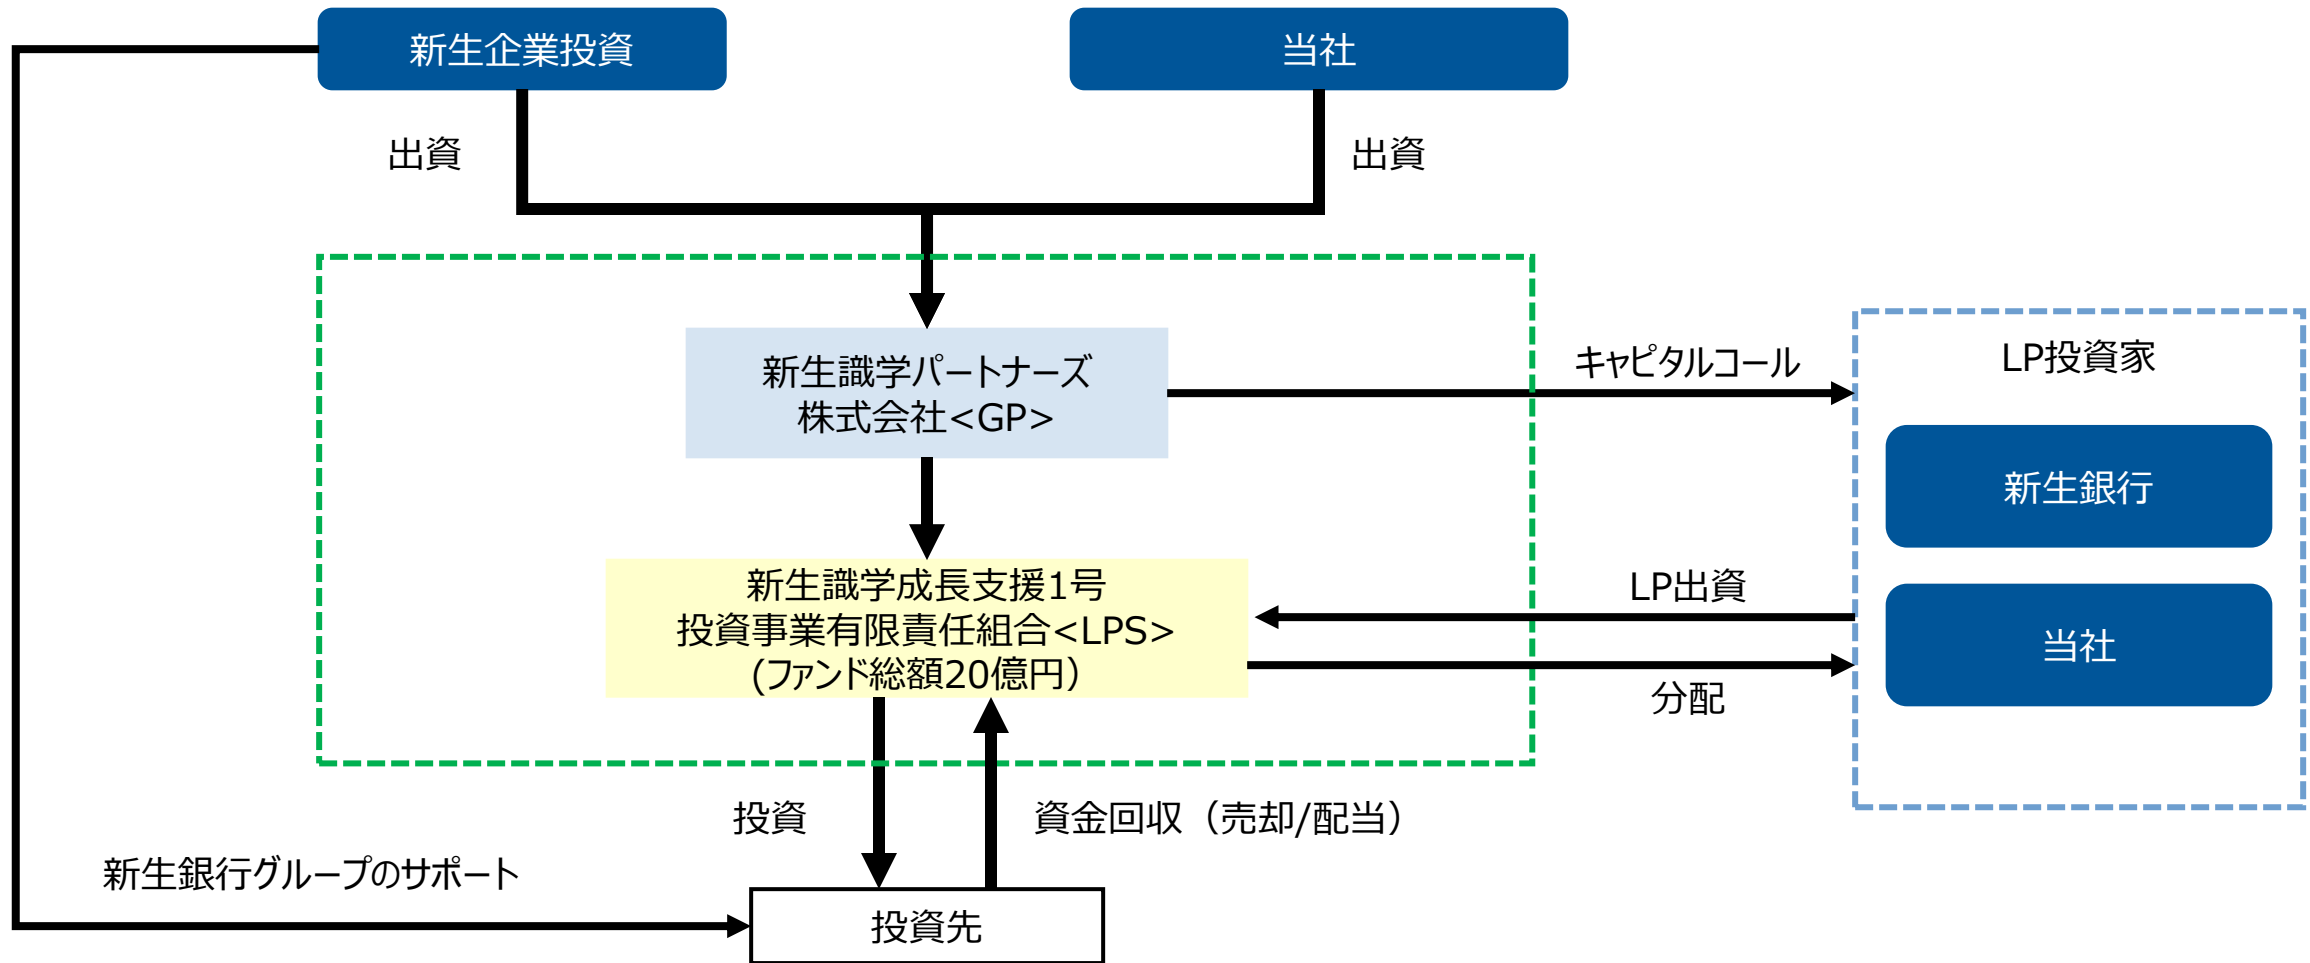 新生企業投資
当社
出資
出資
新生識学パートナーズ
株式会社<GP>
キャピタルコール
LP投資家
新生銀行
新生識学成長支援1号
投資事業有限責任組合<LPS>
(ファンド総額20億円）
LP出資
当社
分配
投資
資金回収（売却/配当）
新生銀行グループのサポート
投資先